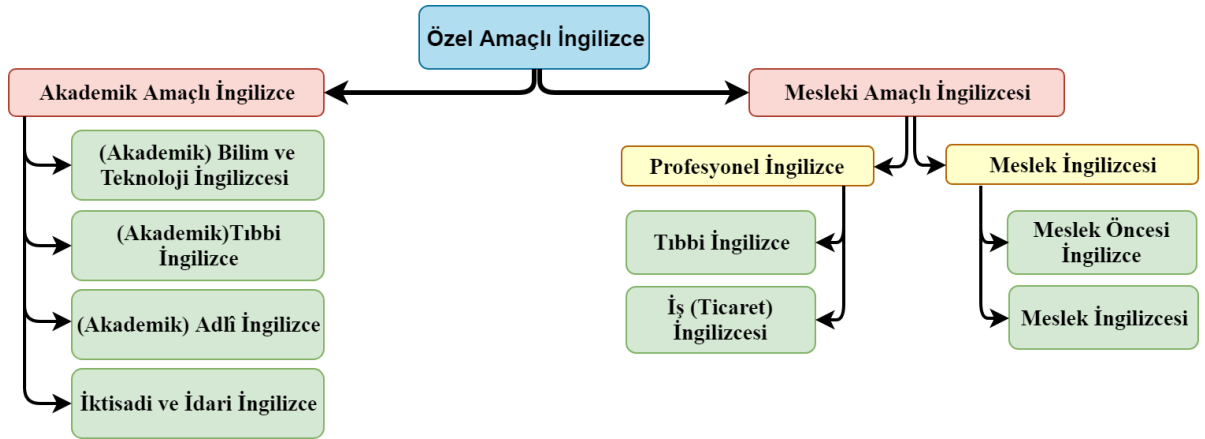 Özel Amaçlı İngilizce
Akademik Amaçlı İngilizce
(Akademik) Bilim ve
Teknoloji İngilizcesi
(Akademik)Tıbbi
İngilizce
(Akademik) Adlî İngilizce
İktisadi ve İdari İngilizce
Mesleki Amaçlı İngilizcesi
Profesyonel İngilizce
Tıbbi İngilizce
İş (Ticaret)
İngilizcesi
Meslek İngilizcesi
Meslek Öncesi
İngilizce
Meslek İngilizcesi